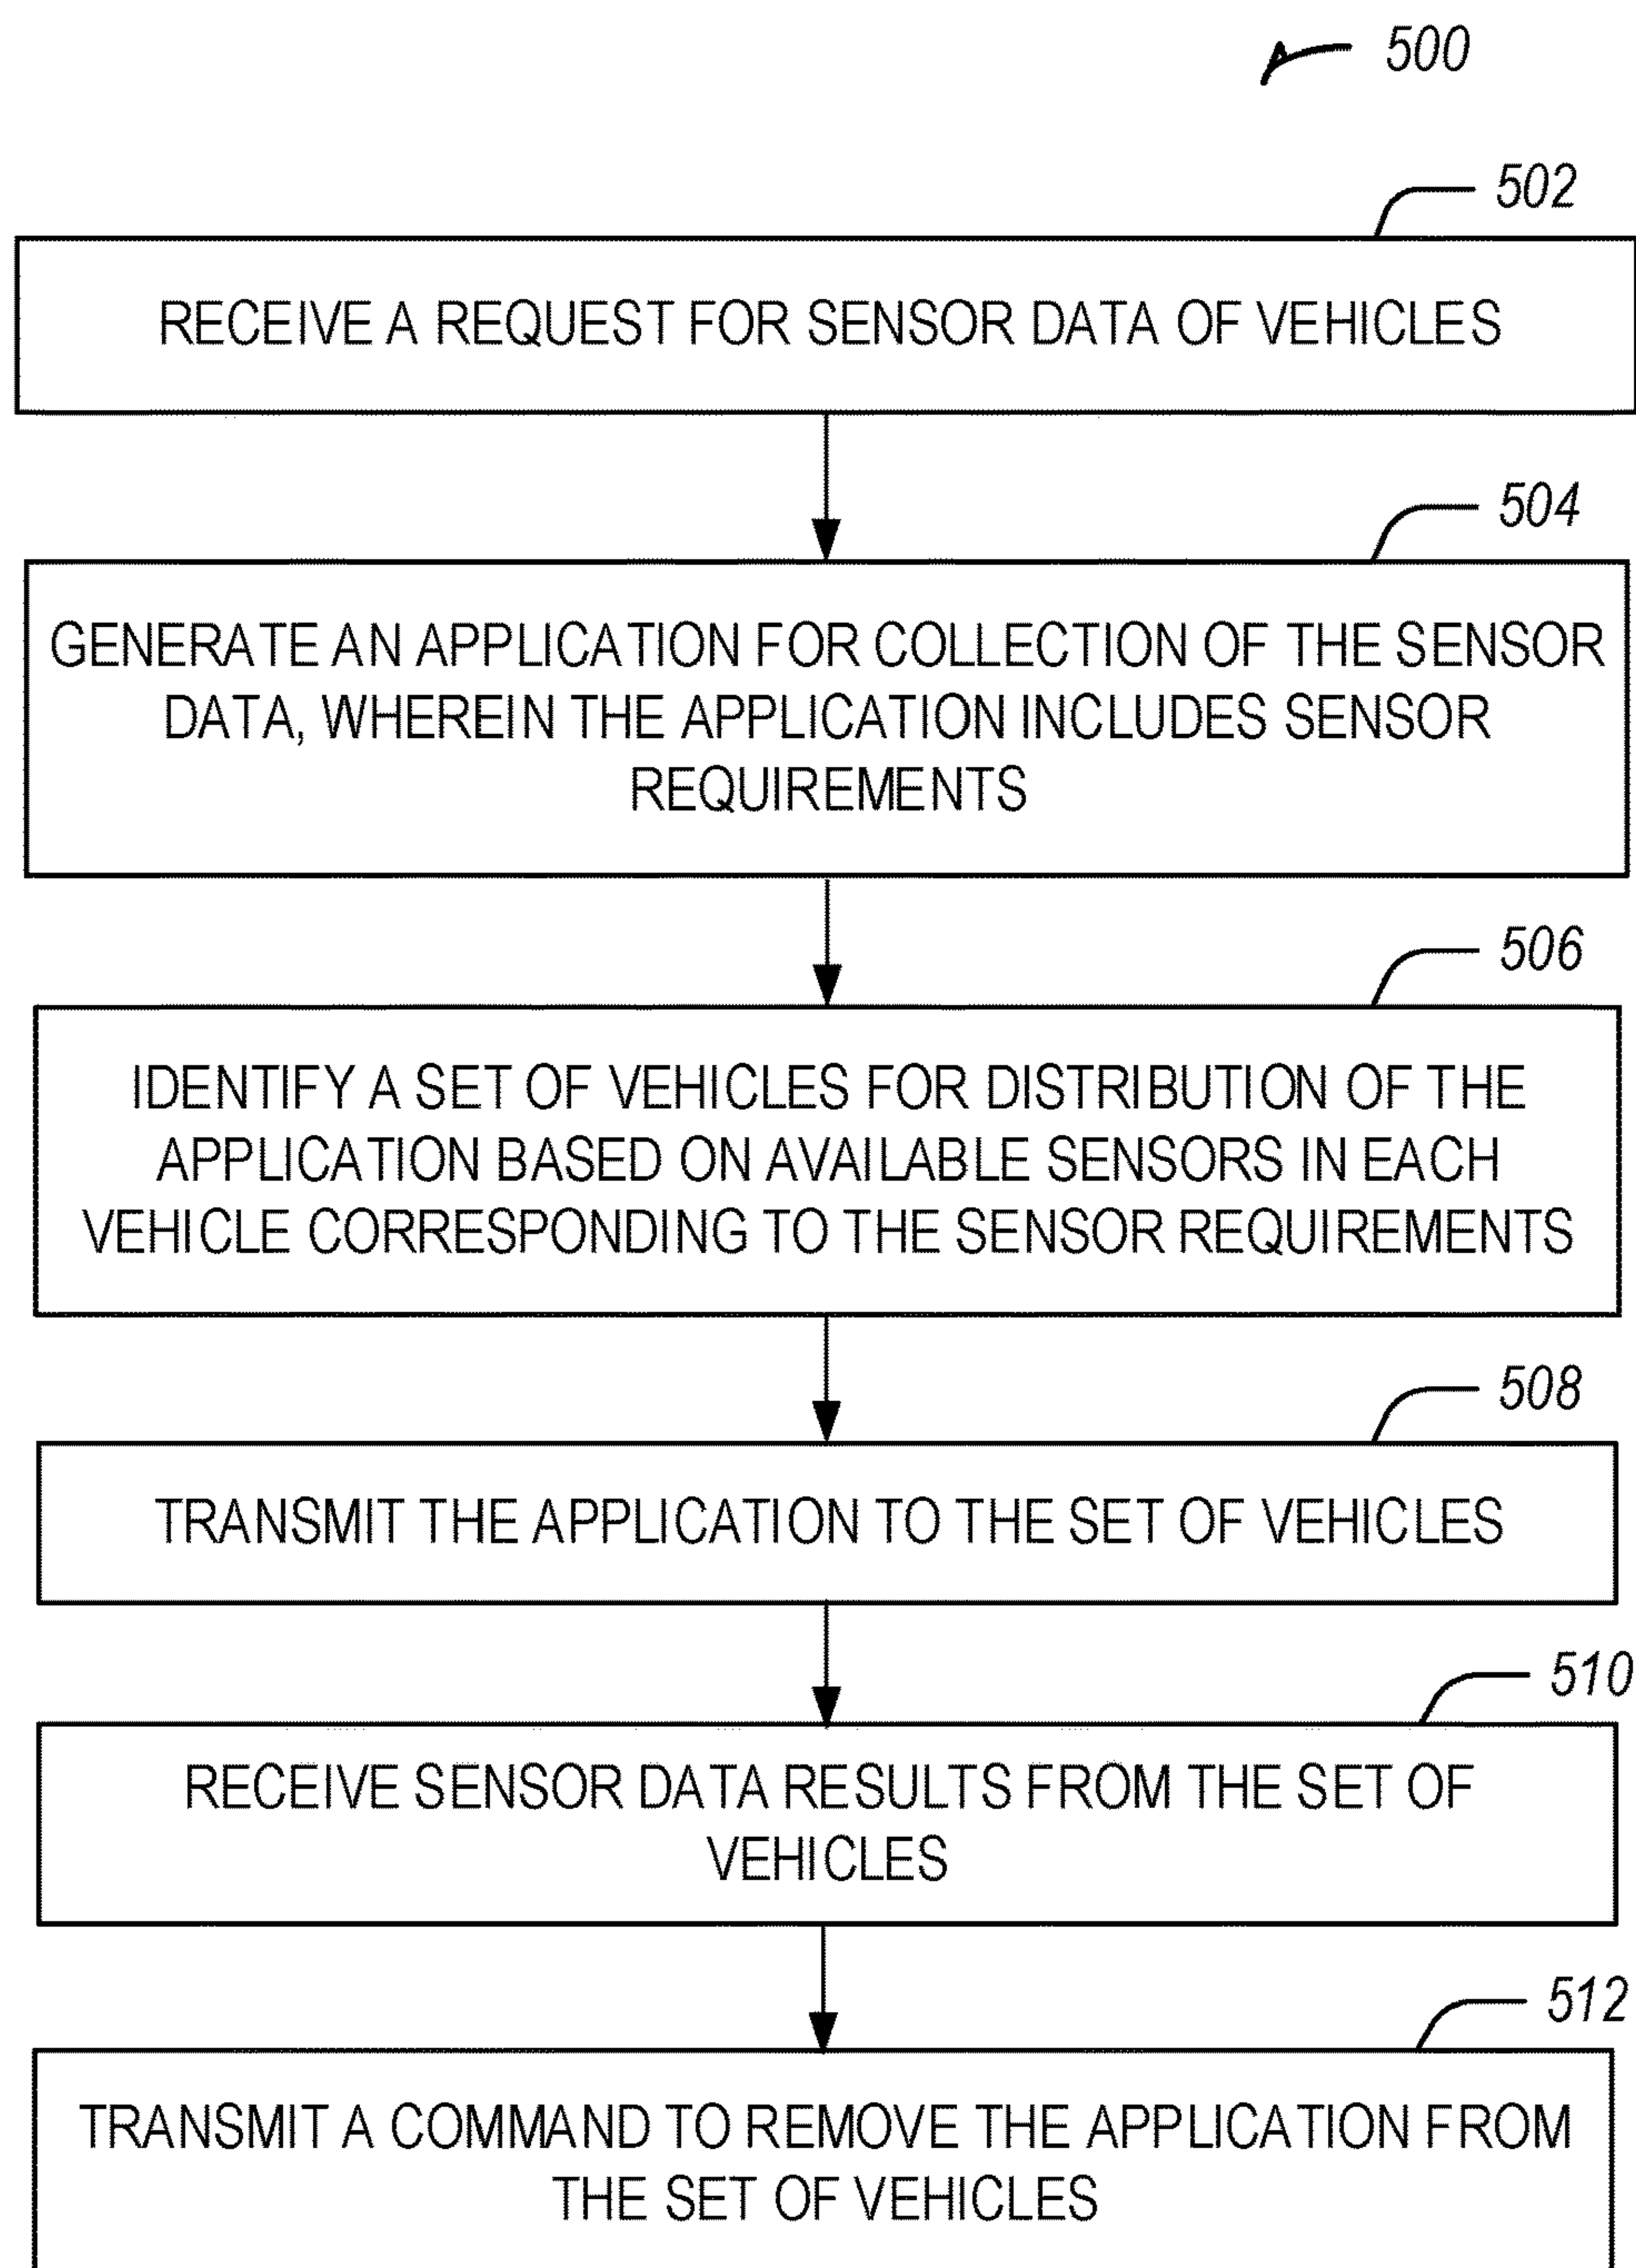 500
502
RECEIVE A REQUEST FOR SENSOR DATA OF VEHICLES
504
GENERATE AN APPLICATION FOR COLLECTION OF THE SENSOR
DATA, WHEREIN THE APPLICATION INCLUDES SENSOR
REQUIREMENTS
506
IDENTIFY A SET OF VEHICLES FOR DISTRIBUTION OF THE
APPLICATION BASED ON AVAILABLE SENSORS IN EACH
VEHICLE CORRESPONDING TO THE SENSOR REQUIREMENTS
508
TRANSMIT THE APPLICATION TO THE SET OF VEHICLES
510
RECEIVE SENSOR DATA RESULTS FROM THE SET OF
VEHICLES
512
TRANSMIT A COMMAND TO REMOVE THE APPLICATION FROM
THE SET OF VEHICLES